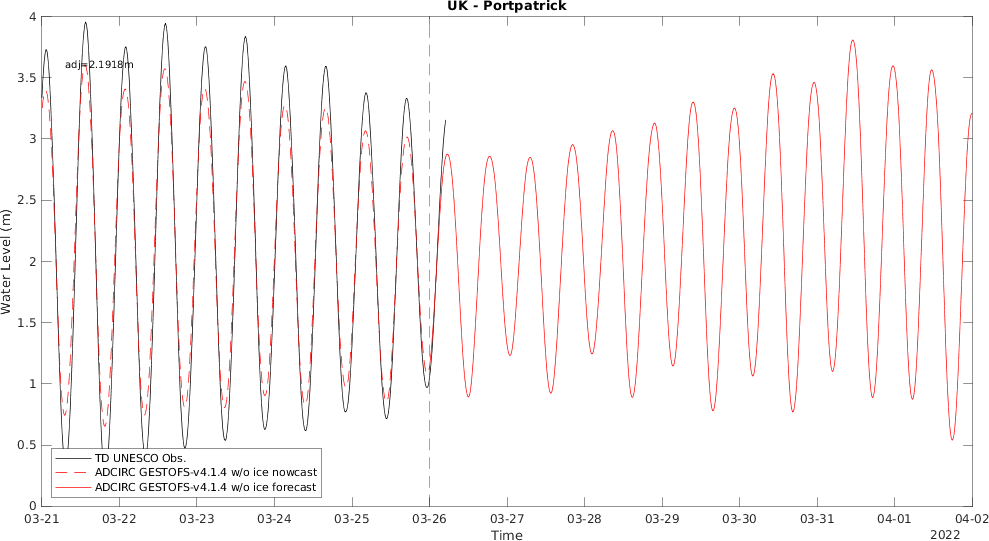 UK - Portpatrick
4
adj=2.1918m
3.5
3
2.5
2
1.5
1
0.5
0
Water Level (m)
TD UNESCO Obs.
ADCIRC GESTOFS-v4.1.4 w/o ice nowcast
ADCIRC GESTOFS-v4.1.4 w/o ice forecast
03-21 03-22 03-23 03-24 03-25 03-26 03-27 03-28 03-29 03-30 03-31 04-01 04-02
Time
2022